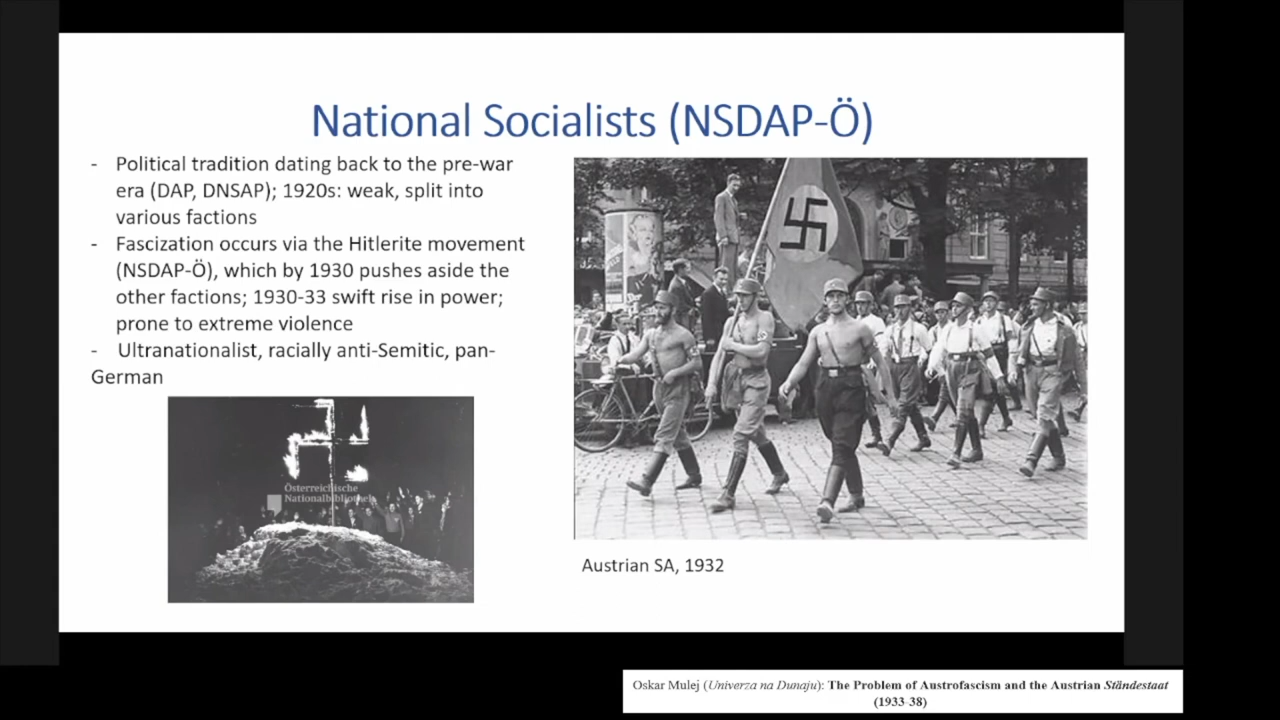 National Socialists (NSDAP-Ö)
- Political tradition dating back to the pre-war
era (DAP, DNSAP); 1920s: weak, split into
various factions
- Fascization occurs via the Hitlerite movement
(NSDAP-Ö), which by 1930 pushes aside the
other factions; 1930-33 swift rise in power;
prone to extreme violence
- Ultranationalist, racially anti-Semitic, pan-
German
Österreichische
Nationalbibliothek
Austrian SA, 1932
Oskar Mulej (Univerza na Dunaju): The Problem of Austrofascism and the Austrian Ständestaat
(1933-38)